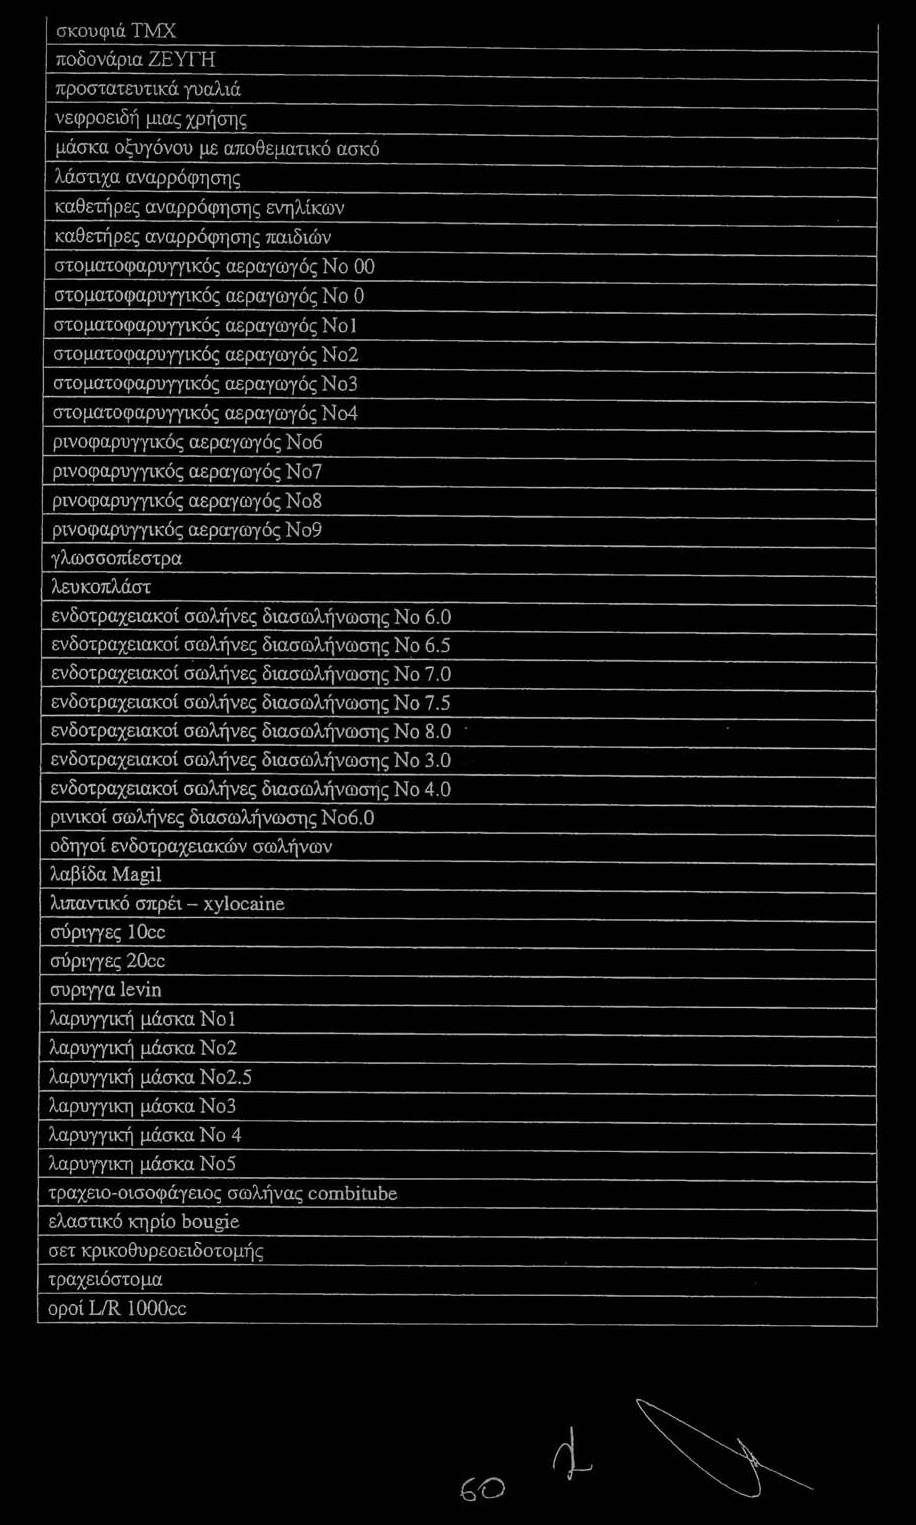 σκουφιά ΤΜΧ
ποδονάρια ΖΕΥΓΗ
προστατευτικά γυαλιά
νεφροειδή μιας χρήσης
μάσκα οξυγόνου με αποθεματικό ασκό
λάστιχα αναρρόφησης
καθετήρες αναρρόφησης ενηλίκων
καθετήρες αναρρόφησης παιδιών
στοματοφαρυγγικός αεραγωγός Νο 00
στοματοφαρυγγικός αεραγωγός Νο 0
στοματοφαρυγγικός αεραγωγός Νο1
στοματοφαρυγγικός αεραγωγός Νο2
στοματοφαρυγγικός αεραγωγός Νο3
στοματοφαρυγγικός αεραγωγός Νο4
ρινοφαρυγγικός αεραγωγός Νο6
ρινοφαρυγγικός αεραγωγός Νο7
ρινοφαρυγγικός αεραγωγός Νο8
ρινοφαρυγγικός αεραγωγός Νο9
γλωσσοπίεστρα
λευκοπλάστ
ενδοτραχειακοί σωλήνες διασωλήνωσης Νο 6.0
ενδοτραχειακοί σωλήνες διασωλήνωσης Νο 6.5
ενδοτραχειακοί σωλήνες διασωλήνωσης Νο 7.0
ενδοτραχειακοί σωλήνες διασωλήνωσης Νο 7.5
ενδοτραχειακοί σωλήνες διασωλήνωσης Νο 8.0
ενδοτραχειακοί σωλήνες διασωλήνωσης Νο 3.0
ενδοτραχειακοί σωλήνες διασωλήνωσης Νο 4.0
ρινικοί σωλήνες διασωλήνωσης Νο6.0
οδηγοί ενδοτραχειακών σωλήνων
λαβίδα Magil
λιπαντικό σπρέι – xylocaine
σύριγγες 10cc
σύριγγες 20cc
συριγγα levin
λαρυγγική μάσκα Νο1
λαρυγγική μάσκα Νο2
λαρυγγική μάσκα Νο2.5
λαρυγγικη μάσκα Νο3
λαρυγγική μάσκα Νο 4
λαρυγγικη μάσκα Νο5
τραχειο-οισοφάγειος σωλήνας combitube
ελαστικό κηρίο bougie
σετ κρικοθυρεοειδοτομής
τραχειόστομα
οροί L/R 1000cc
60